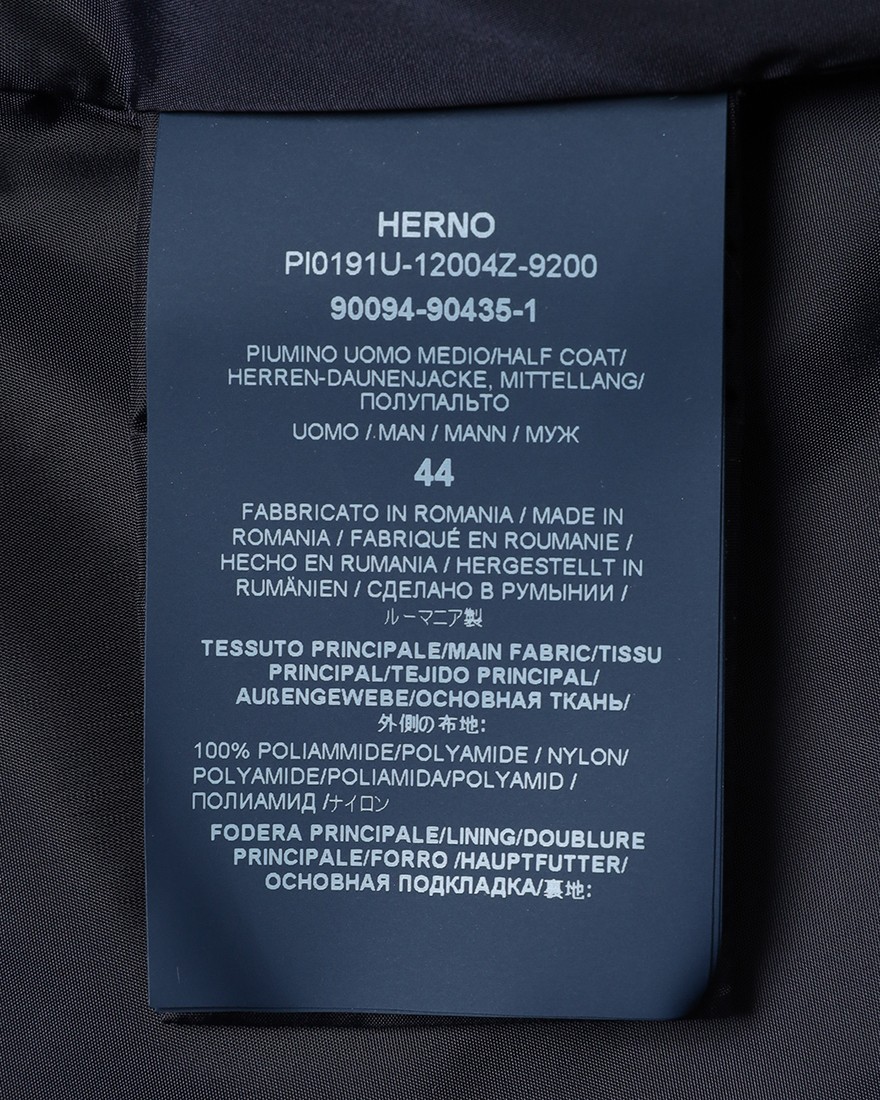 HERNO
PI0191U-12004Z-9200
90094-90435-1
PIUMINO UOMO MEDIO/HALF COAT/
HERREN-DAUNENJACKE, MITTELLANG/
ПОЛУПАЛЬТО
UOMO / MAN / MANN / МУЖ
44
FABBRICATO IN ROMANIA / MADE IN
ROMANIA / FABRIQUÉ EN ROUMANIE /
HECHO EN RUMANIA / HERGESTELLT IN
RUMÄNIEN / СДЕЛАНО В РУМЫНИИ /
ルーマニア製
TESSUTO PRINCIPALE/MAIN FABRIC/TISSU
PRINCIPAL/TEJIDO PRINCIPAL/
AUßENGEWEBE/ОСНОВНАЯ ТКАНЬ/
外側の布地:
100% POLIAMMIDE/POLYAMIDE / NYLON/
POLYAMIDE/POLIAMIDA/POLYAMID /
ПОЛИАМИД /ナイロン
FODERA PRINCIPALE/LINING/DOUBLURE
PRINCIPALE/FORRO /HAUPTFUTTER/
ОСНОВНАЯ ПОДКЛАДКА/裏地: